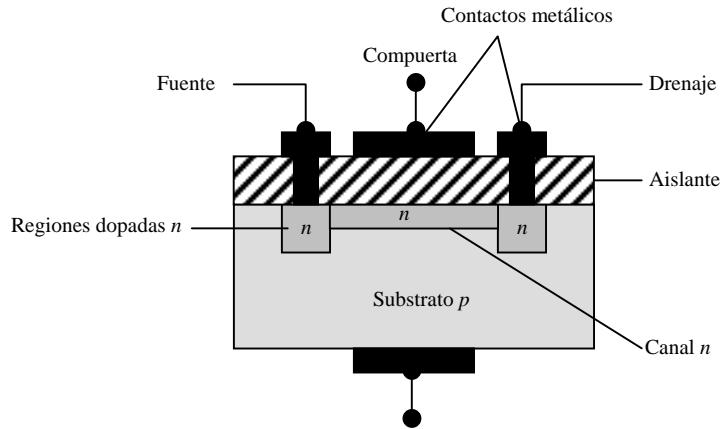 Contactos metálicos
Compuerta
Fuente
Drenaje
Aislante
Regiones dopadas n
n
n
n
Substrato p
Canal n